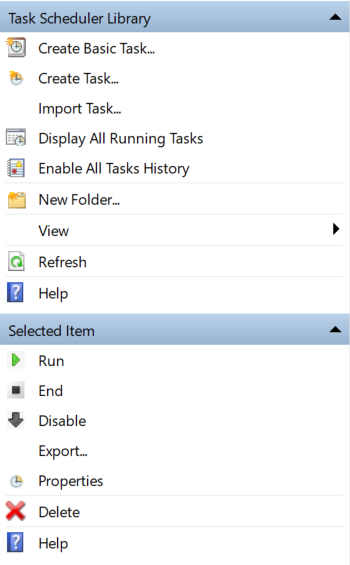 Task Scheduler Library
Create Basic Task...
Create Task...
Import Task...
Display All Running Tasks
Enable All Tasks History
New Folder...
View
Refresh
Help
Selected Item
Run
End
Disable
Export...
Properties
Delete
Help